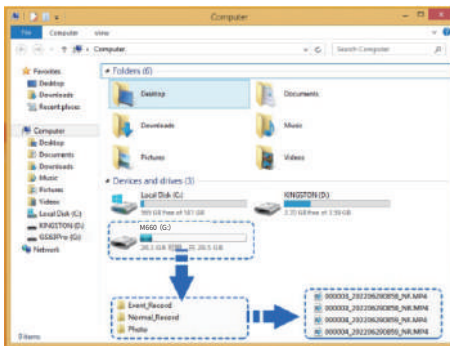 Computer
File Computer view
Computer
Search Computer
Favorites
Desktop
Downloads
Recent places
Computer
Desktop
Documents
Downloads
Music
Pictures
Videos
Local Disk (C:)
KINGSTON (D:)
Network
9 items
Folders (6)
Desktop
Documents
Downloads
Music
Pictures
Videos
Devices and drives (3)
Local Disk (C:)
KINGSTON (D:)
M660 (G:)
Event_Record
Normal_Record
Photo